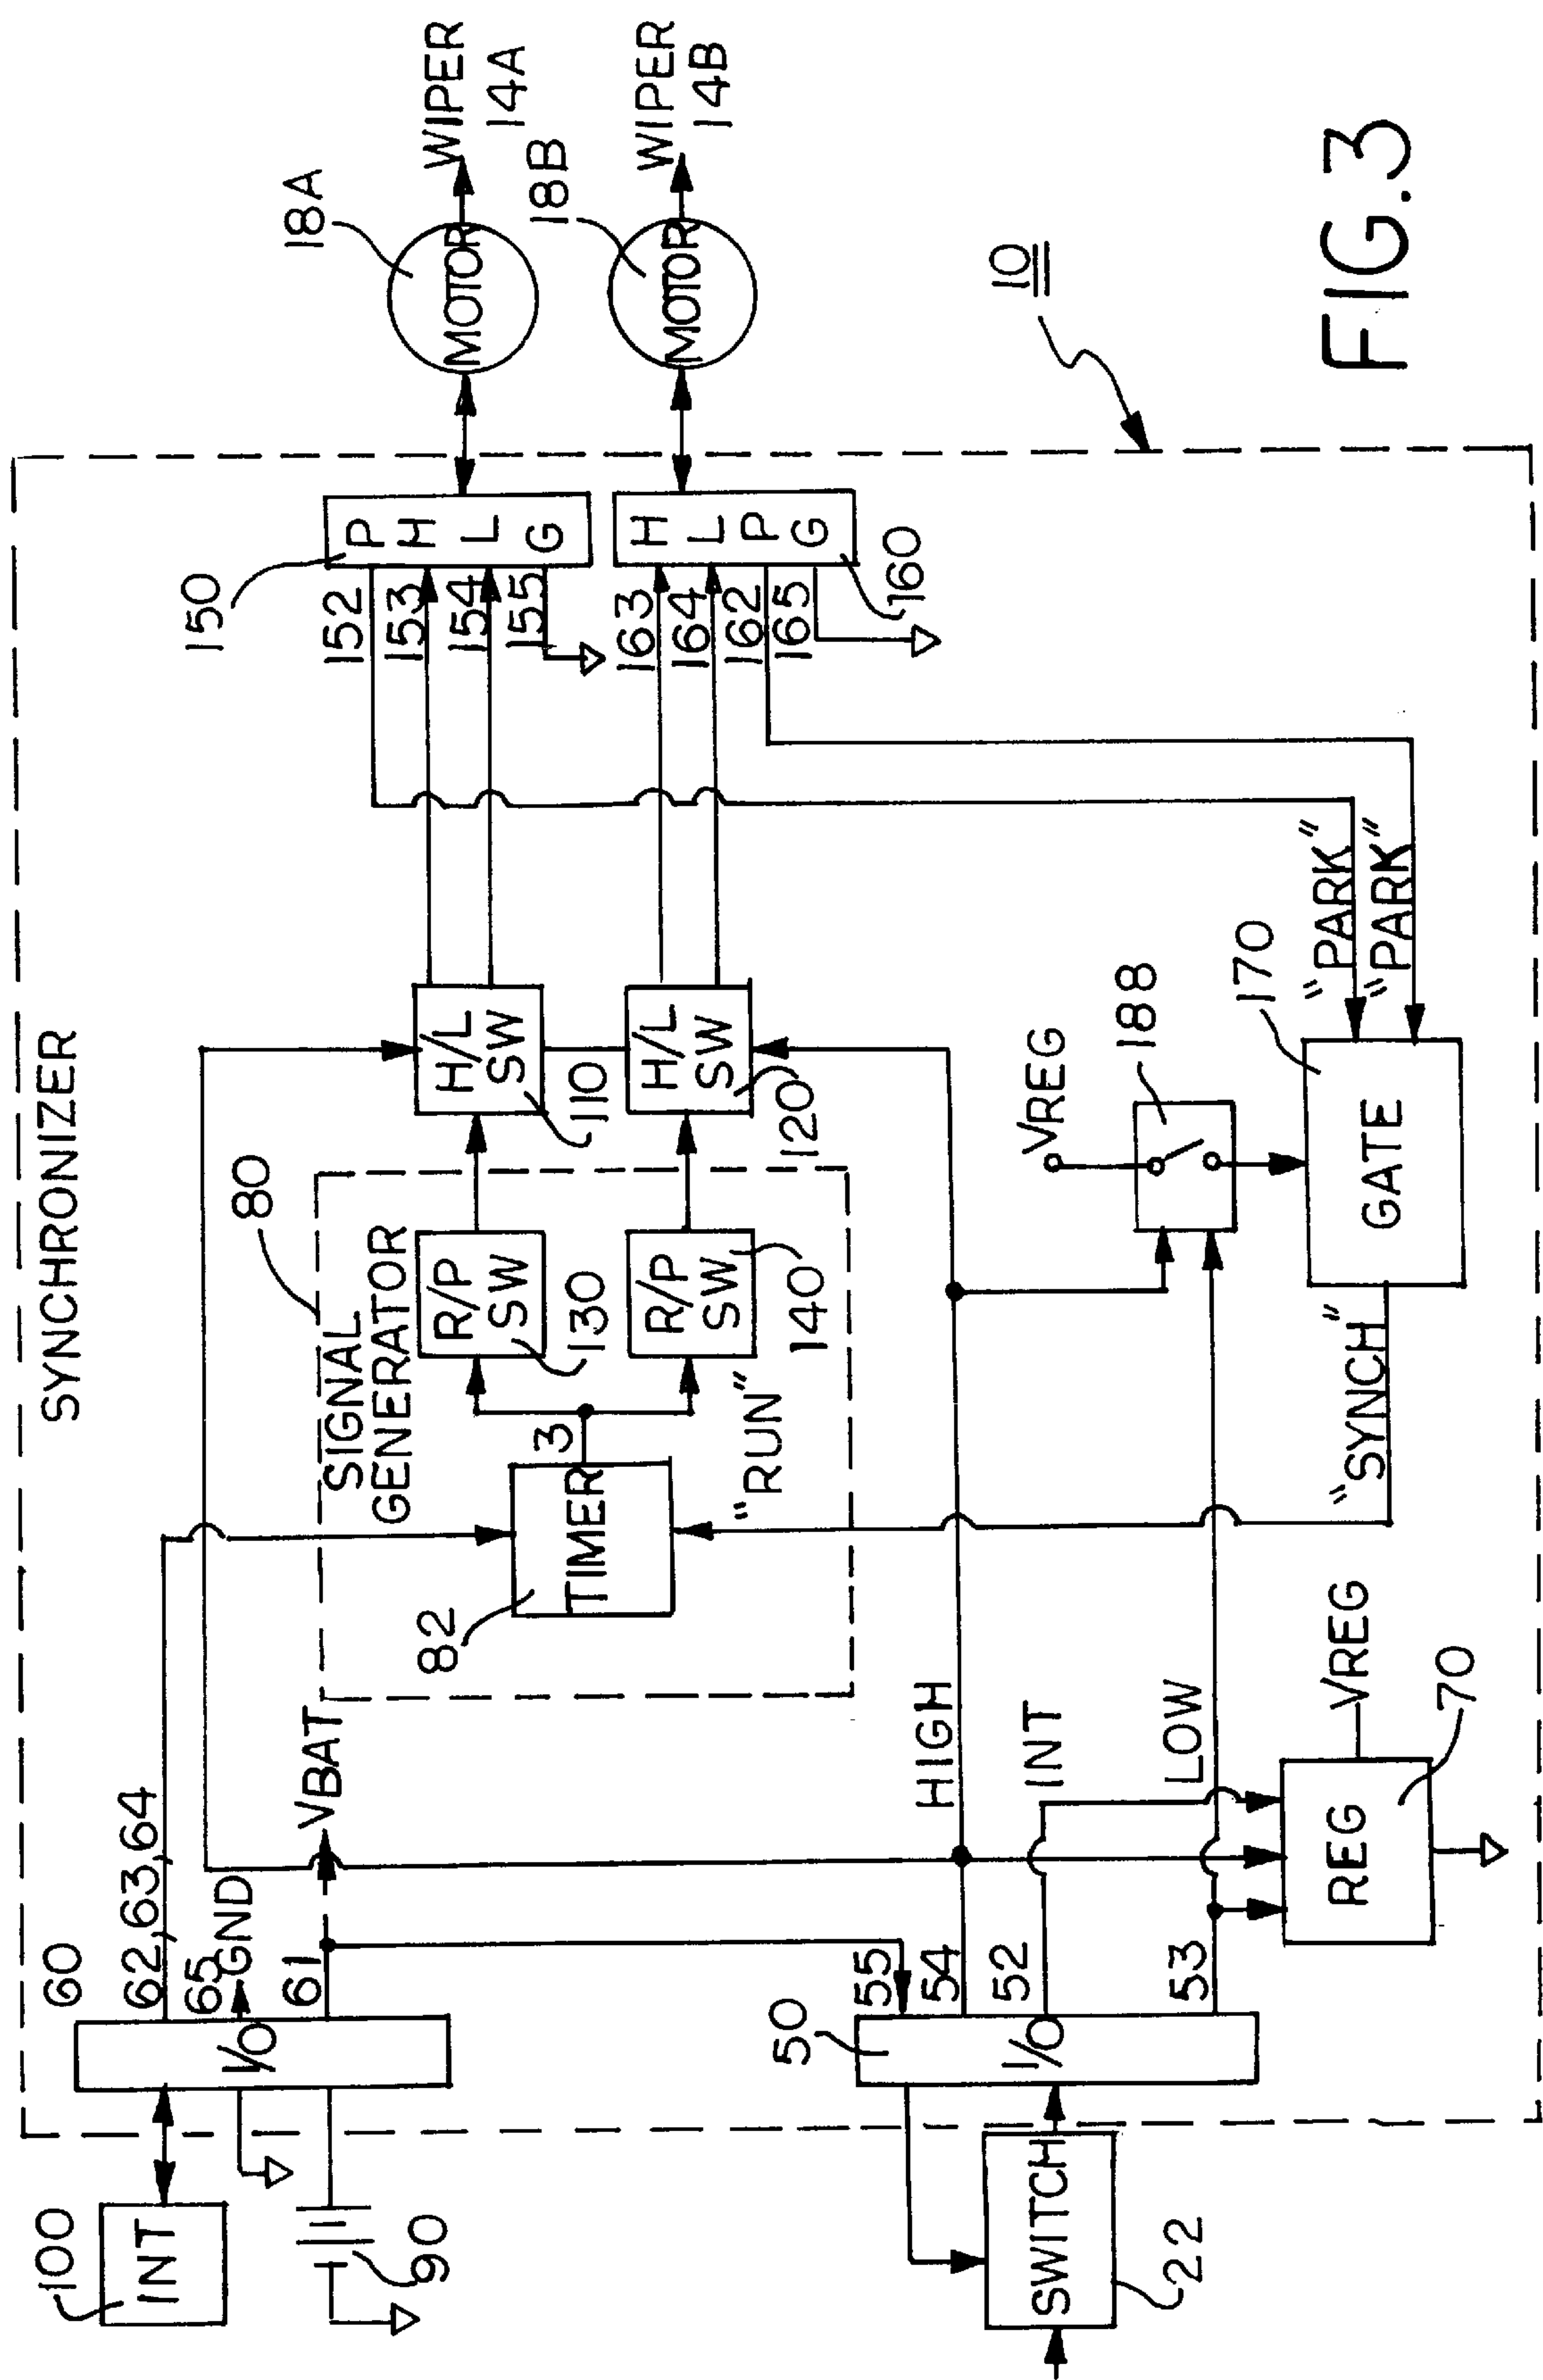 SYNCHRONIZER
100
INT
90
60
I/O
62,63,64
65
GND
61
VBAT
80
SIGNAL
GENERATOR
82
TIMER
3
"RUN"
R/P
SW
130
R/P
SW
140
H/L
SW
110
H/L
SW
120
150
152
153
154
155
P
H
L
G
163
164
162
165
H
L
P
G
160
18A
MOTOR
WIPER
14A
18B
MOTOR
WIPER
14B
22
SWITCH
50
I/O
55
54
52
53
HIGH
INT
LOW
REG
70
VREG
"SYNCH"
VREG
188
GATE
170
"PARK"
"PARK"
10
FIG.3